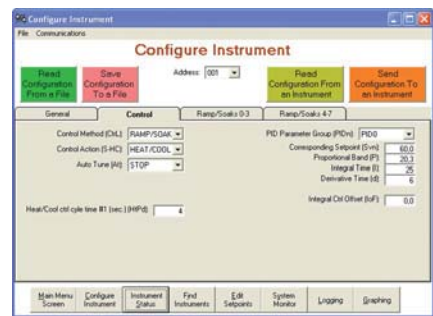 Configure Instrument
File Communications
Configure Instrument
Read Configuration From a File
Save Configuration To a File
Address: 001
Read Configuration From an Instrument
Send Configuration To an Instrument
General Control Ramp/Soaks 0-3 Ramp/Soaks 4-7
Control Method (CtrL): RAMP/SOAK
Control Action (S-HC): HEAT/COOL
Auto Tune (At): STOP
Heat/Cool ctrl cyle time #1 (sec.) (HtPd): 4
PID Parameter Group (PIDn): PID0
Corresponding Setpoint (Svn): 60,0
Proportional Band (P): 20,3
Integral Time (I): 25
Derivative Time (d): 6
Integral Ctrl Offset (IoF): 0,0
Main Menu Screen
Configure Instrument
Instrument Status
Find Instruments
Edit Setpoints
System Monitor
Logging
Graphing